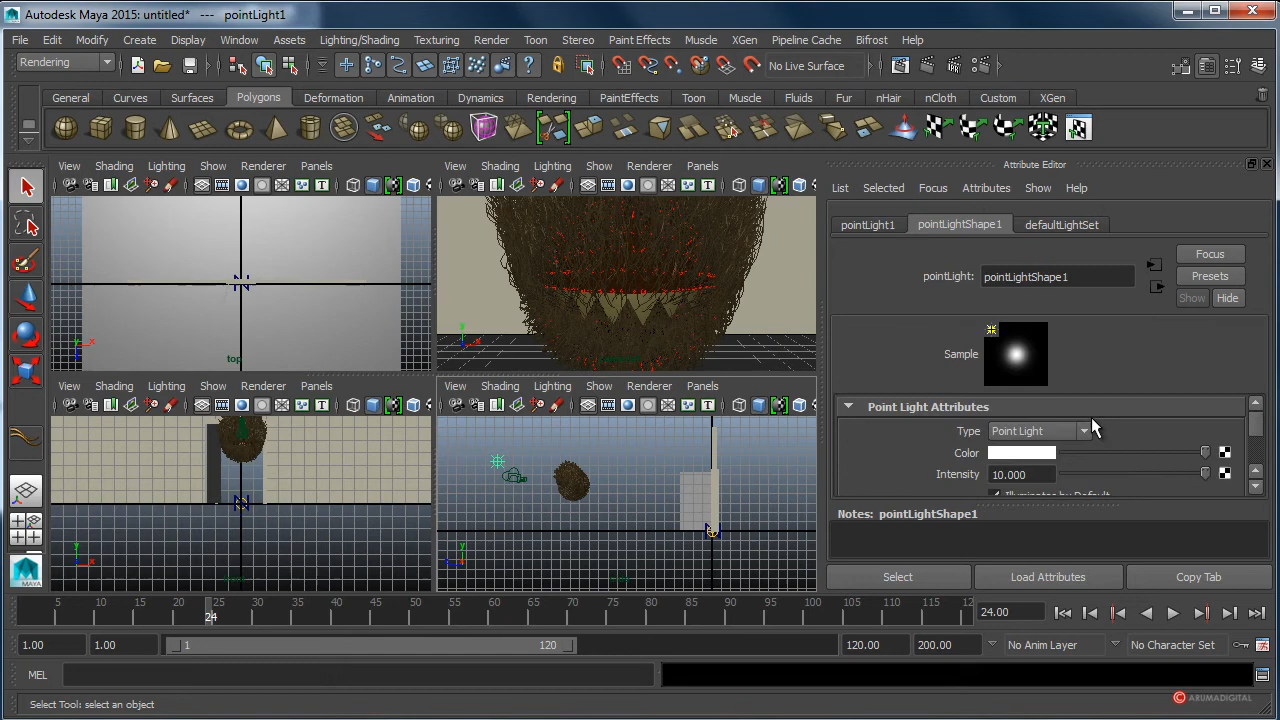 Autodesk Maya 2015: untitled* --- pointLight1
File Edit Modify Create Display Window Assets Lighting/Shading Texturing Render Toon Stereo Paint Effects Muscle XGen Pipeline Cache Bifrost Help
Rendering No Live Surface
General Curves Surfaces Polygons Deformation Animation Dynamics Rendering PaintEffects Toon Muscle Fluids Fur nHair nCloth Custom XGen
View Shading Lighting Show Renderer Panels
View Shading Lighting Show Renderer Panels
top
View Shading Lighting Show Renderer Panels
View Shading Lighting Show Renderer Panels
MAYA
Attribute Editor
List Selected Focus Attributes Show Help
pointLight1 pointLightShape1 defaultLightSet
pointLight: pointLightShape1
Focus
Presets
Show Hide
Sample
Point Light Attributes
Type Point Light
Color
Intensity 10.000
Illuminates by Default
Notes: pointLightShape1
Select Load Attributes Copy Tab
5 10 15 20 25 30 35 40 45 50 55 60 65 70 75 80 85 90 95 100 105 110 115 12
24
24.00
1.00 1.00 1 120 120.00 200.00 No Anim Layer No Character Set
MEL
Select Tool: select an object
© ARUMADIGITAL